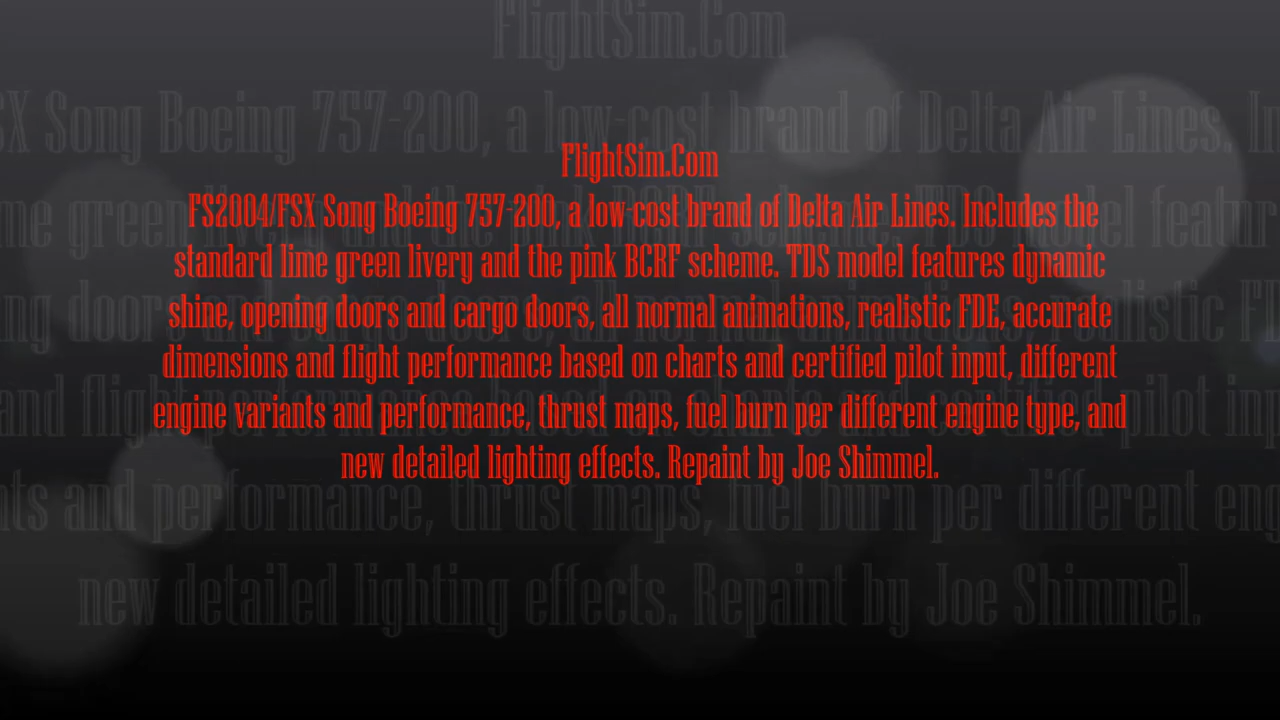 FlightSim.Com
FS2004/FSX Song Boeing 757-200, a low-cost brand of Delta Air Lines. Includes the
standard lime green livery and the pink BCRF scheme. TDS model features dynamic
shine, opening doors and cargo doors, all normal animations, realistic FDE, accurate
dimensions and flight performance based on charts and certified pilot input, different
engine variants and performance, thrust maps, fuel burn per different engine type, and
new detailed lighting effects. Repaint by Joe Shimmel.